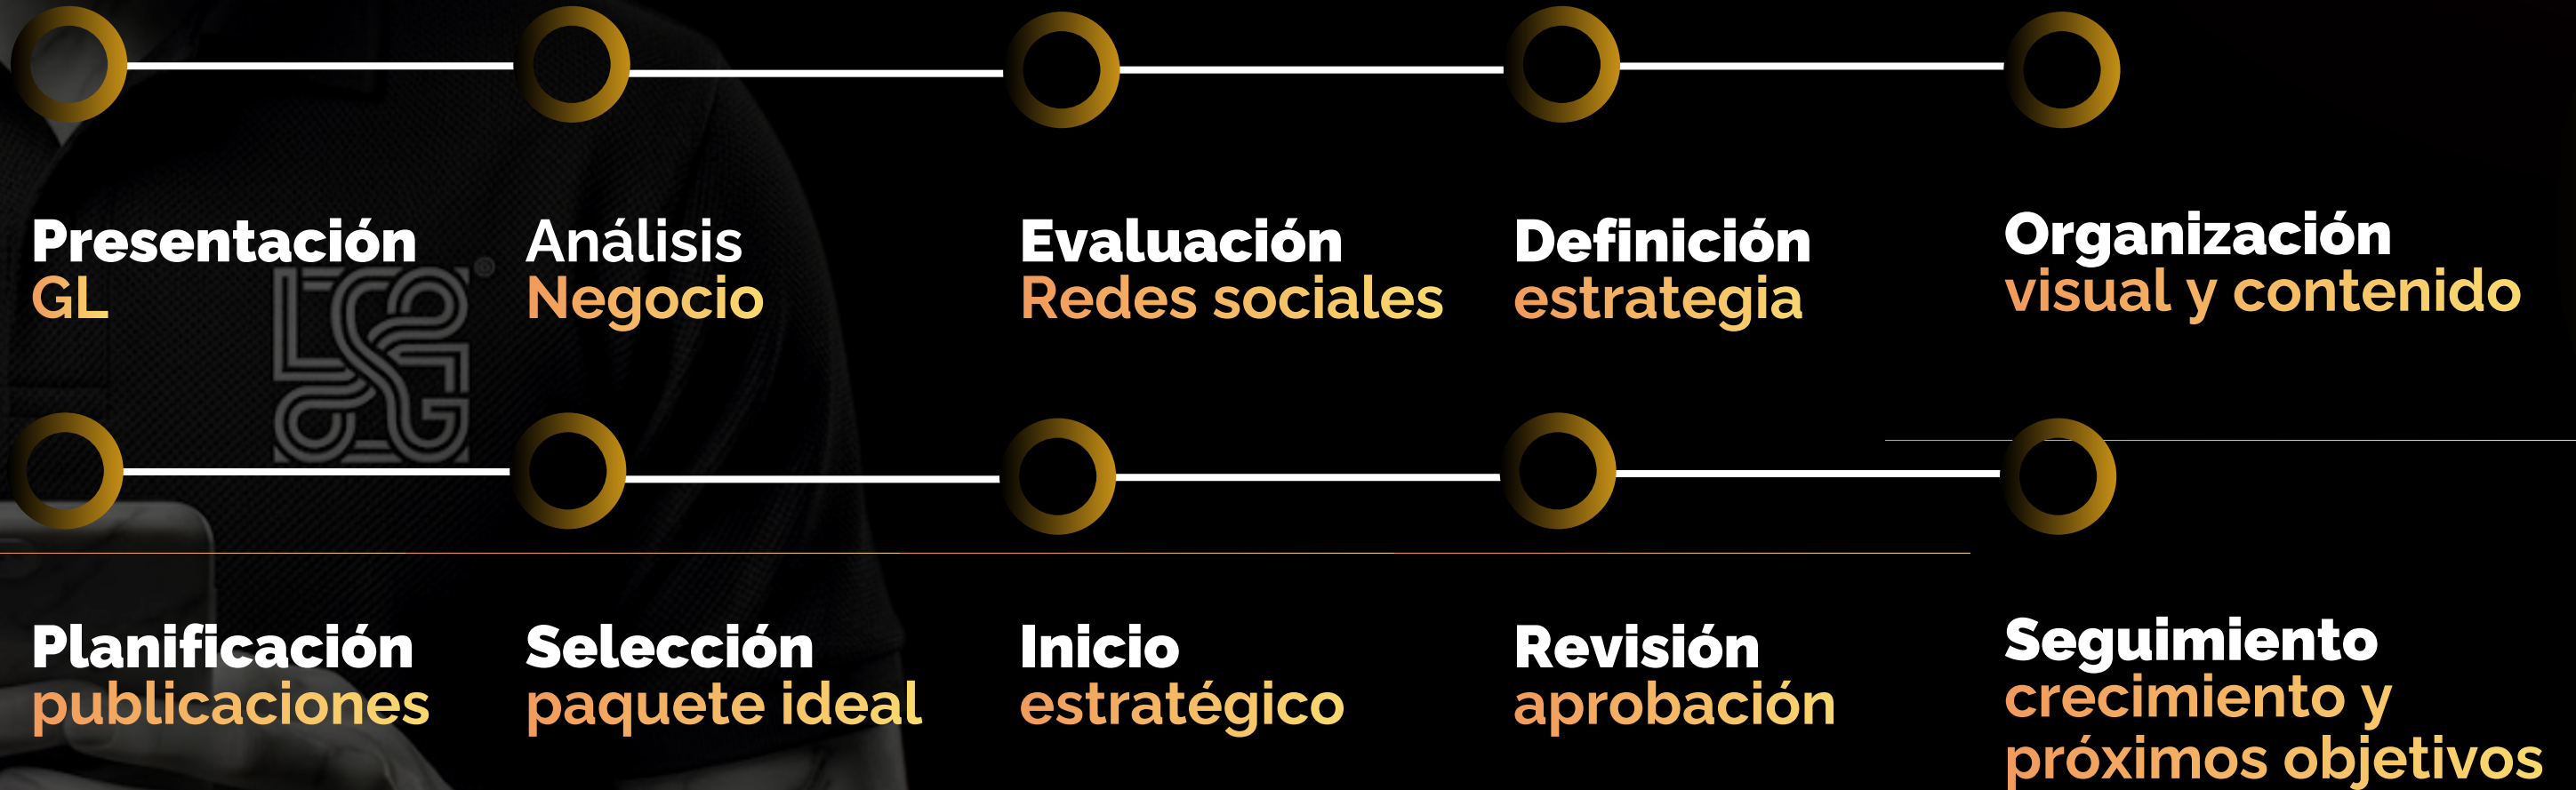 Presentación
GL
Análisis
Negocio
Evaluación
Redes sociales
Definición
estrategia
Organización
visual y contenido
Planificación
publicaciones
Selección
paquete ideal
Inicio
estratégico
Revisión
aprobación
Seguimiento
crecimiento y
próximos objetivos